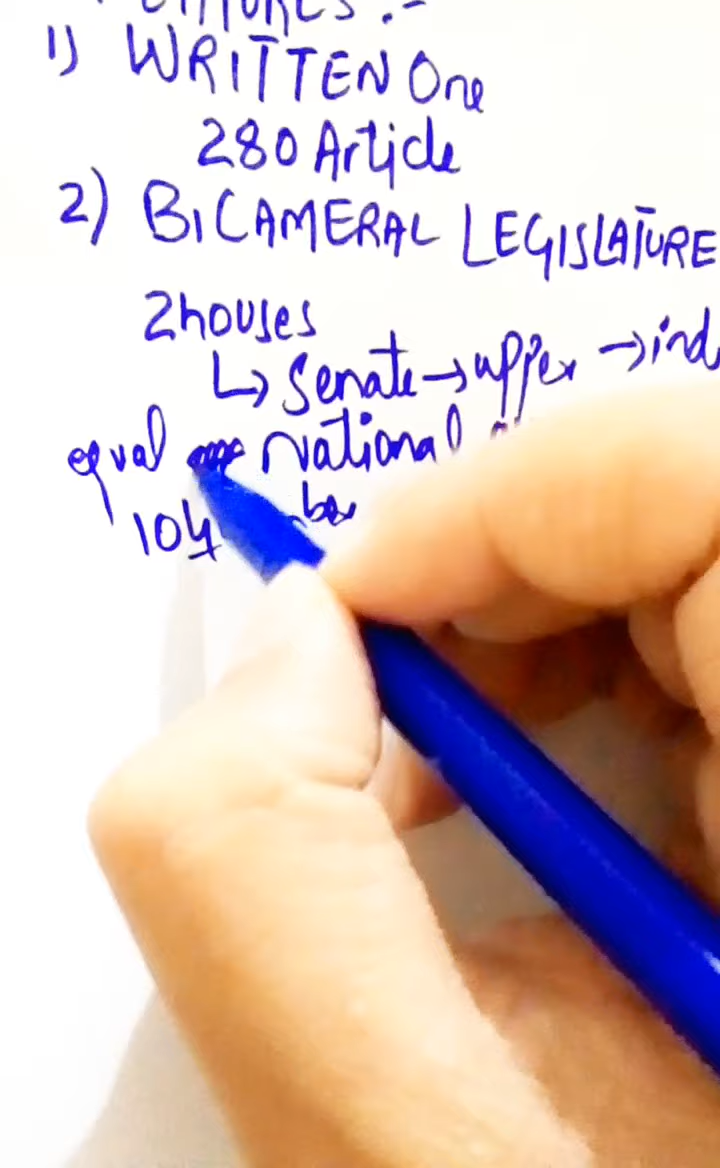 1) WRITTEN One
280 Article
2) BICAMERAL LEGISLATURE
2houses
↳ Senate → upper → ind
equal National
104